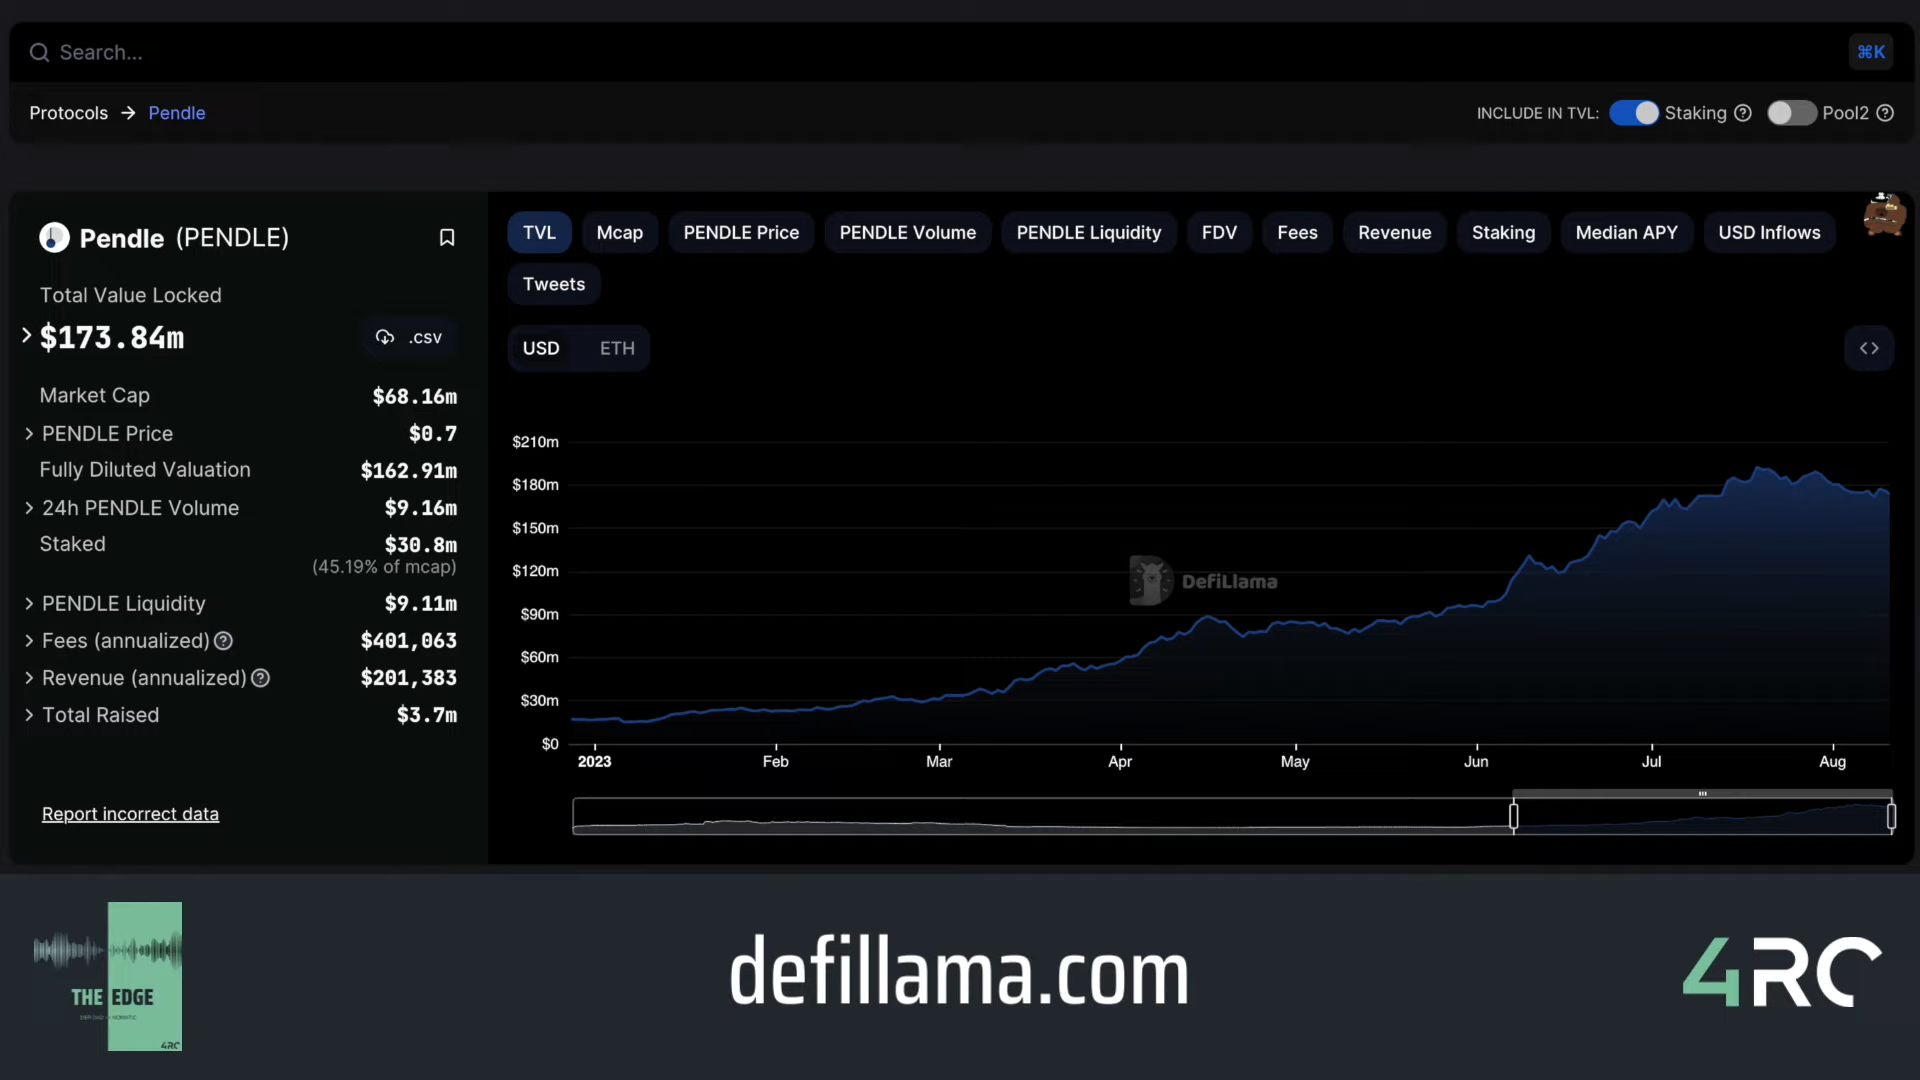 Search...
⌘K
Protocols → Pendle
INCLUDE IN TVL: Staking Pool2
Pendle (PENDLE)
Total Value Locked
$173.84m
.csv
Market Cap $68.16m
PENDLE Price $0.7
Fully Diluted Valuation $162.91m
24h PENDLE Volume $9.16m
Staked $30.8m
(45.19% of mcap)
PENDLE Liquidity $9.11m
Fees (annualized) $401,063
Revenue (annualized) $201,383
Total Raised $3.7m
Report incorrect data
TVL Mcap PENDLE Price PENDLE Volume PENDLE Liquidity FDV Fees Revenue Staking Median APY USD Inflows
Tweets
USD ETH
$210m
$180m
$150m
$120m
$90m
$60m
$30m
$0
DefiLlama
2023 Feb Mar Apr May Jun Jul Aug
THE EDGE
4RC
defillama.com
4RC